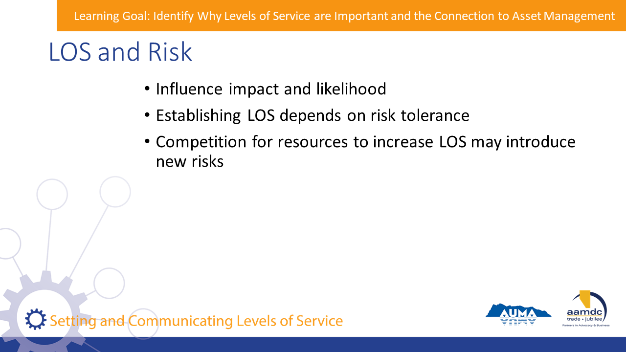 Learning Goal: Identify Why Levels of Service are Important and the Connection to Asset Management
LOS and Risk
• Influence impact and likelihood
• Establishing LOS depends on risk tolerance
• Competition for resources to increase LOS may introduce
new risks
Setting and Communicating Levels of Service
AUMA
aamdc